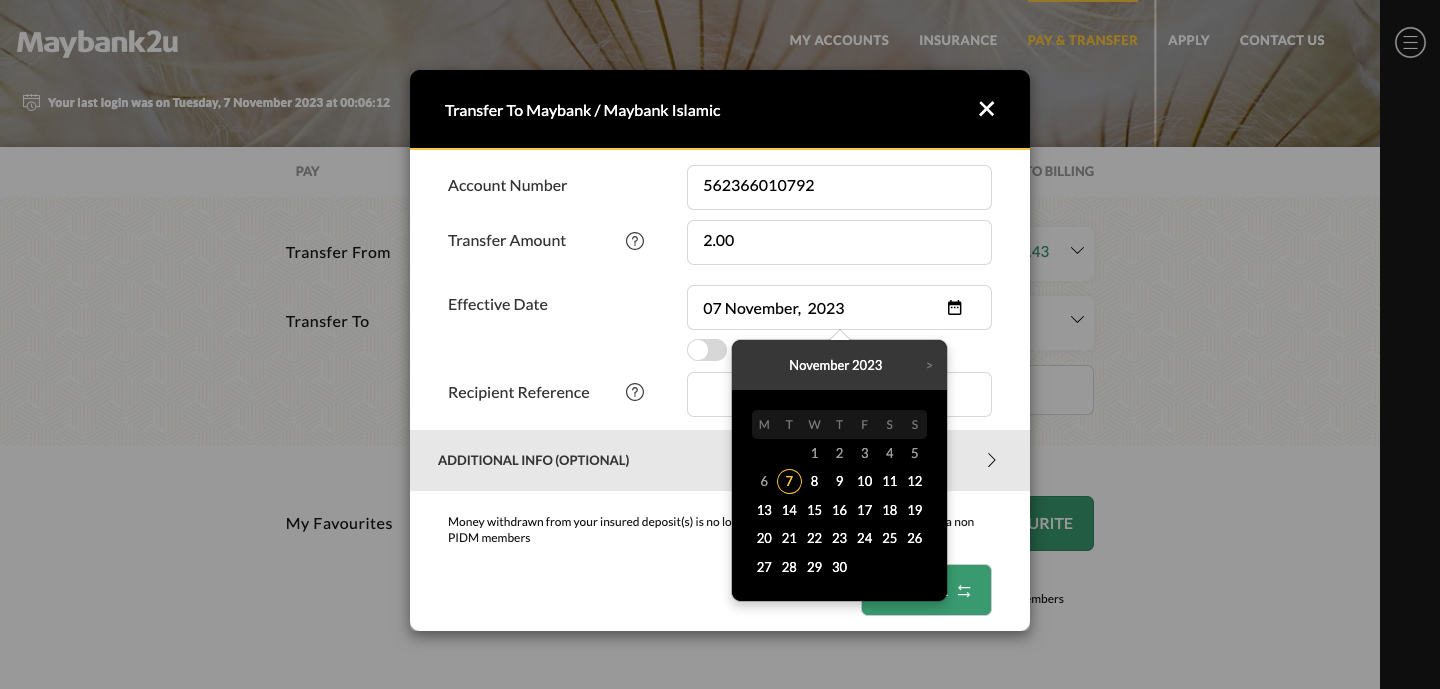 Maybank2u
MY ACCOUNTS INSURANCE PAY & TRANSFER APPLY CONTACT US
Your last login was on Tuesday, 7 November 2023 at 00:06:12
Transfer To Maybank / Maybank Islamic
PAY
TO BILLING
Account Number 562366010792
Transfer Amount ? 2.00
Transfer From
.43
Effective Date 07 November, 2023
Transfer To
November 2023 >
Recipient Reference ?
M T W T F S S
1 2 3 4 5
6 7 8 9 10 11 12
13 14 15 16 17 18 19
20 21 22 23 24 25 26
27 28 29 30
ADDITIONAL INFO (OPTIONAL)
My Favourites
Money withdrawn from your insured deposit(s) is no
a non
PIDM members
URITE
mbers